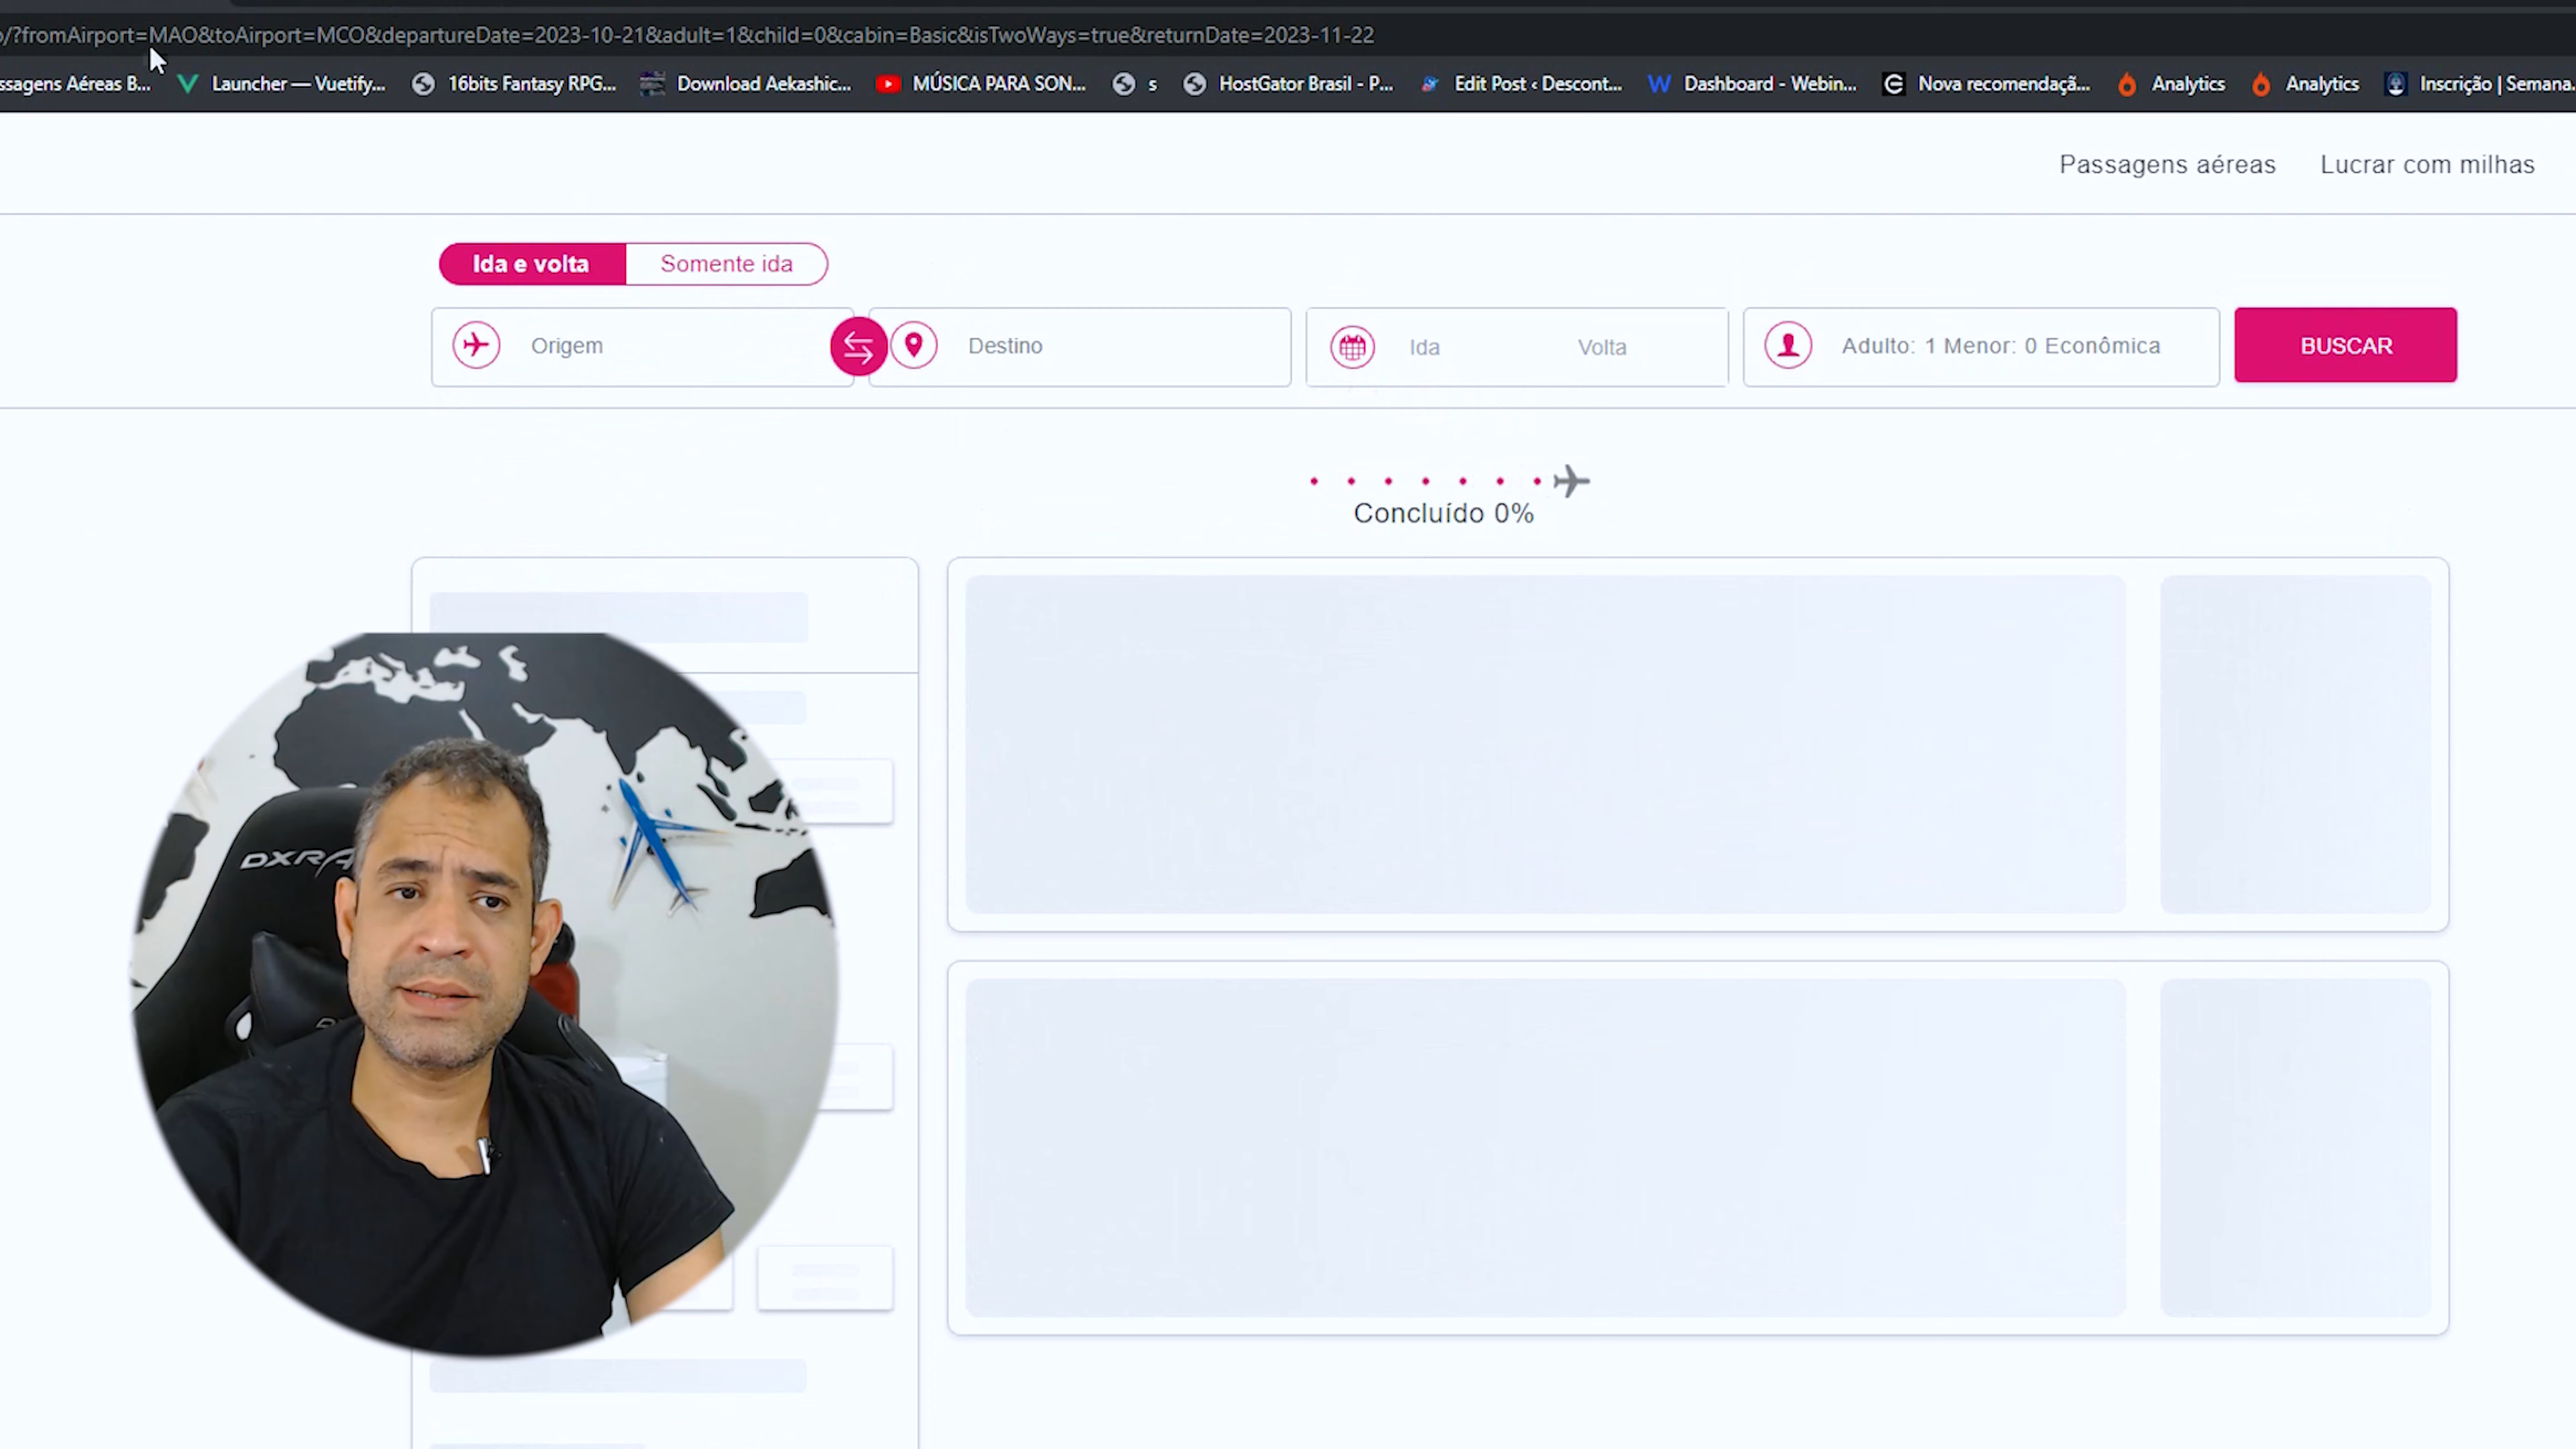 /?fromAirport=MAO&toAirport=MCO&departureDate=2023-10-21&adult=1&child=0&cabin=Basic&isTwoWays=true&returnDate=2023-11-22
ssagens Aéreas B... Launcher — Vuetify... 16bits Fantasy RPG... Download Aekashic... MÚSICA PARA SON... s HostGator Brasil - P... Edit Post ‹ Descont... Dashboard - Webin... Nova recomendaçã... Analytics Analytics Inscrição | Semana...
Passagens aéreas Lucrar com milhas
Ida e volta Somente ida
Origem Destino Ida Volta Adulto: 1 Menor: 0 Econômica BUSCAR
Concluído 0%
DXRA